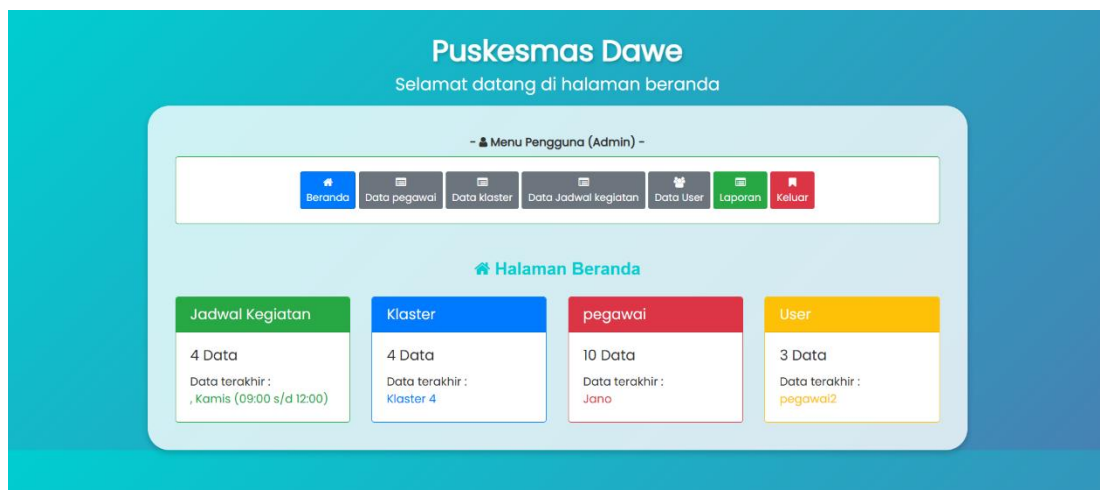 Puskesmas Dawe
Selamat datang di halaman beranda
- Menu Pengguna (Admin) -
Beranda Data pegawai Data klaster Data Jadwal kegiatan Data User Laporan Keluar
Halaman Beranda
Jadwal Kegiatan
4 Data
Data terakhir :
, Kamis (09:00 s/d 12:00)
Klaster
4 Data
Data terakhir :
Klaster 4
pegawai
10 Data
Data terakhir :
Jano
User
3 Data
Data terakhir :
pegawai2